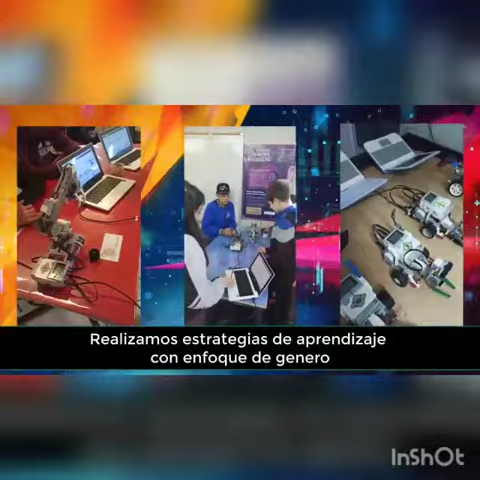 Realizamos estrategias de aprendizaje
con enfoque de genero
InShOt